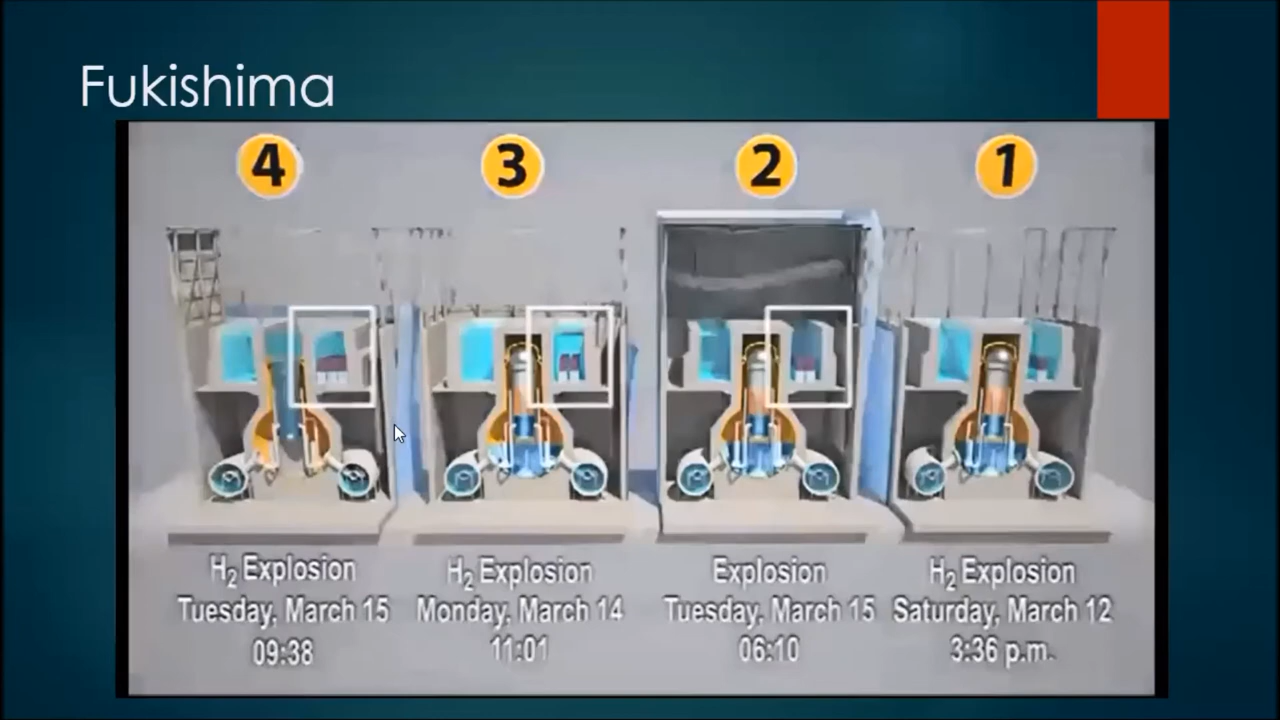 Fukishima
4 3 2 1
H2 Explosion
Tuesday, March 15
09:38
H2 Explosion
Monday, March 14
11:01
Explosion
Tuesday, March 15
06:10
H2 Explosion
Saturday, March 12
3:36 p.m.